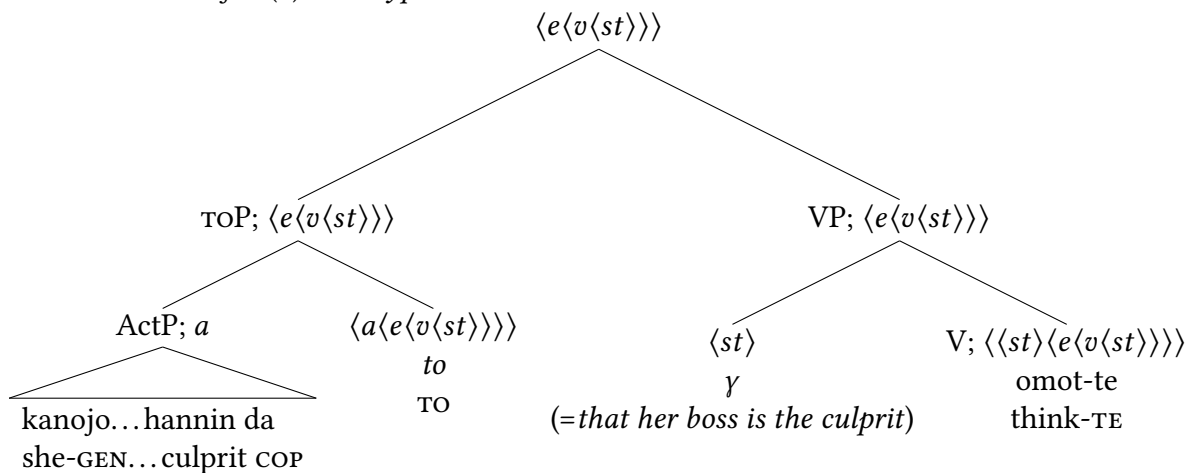 ⟨e⟨v⟨st⟩⟩⟩
TOP; ⟨e⟨v⟨st⟩⟩⟩
VP; ⟨e⟨v⟨st⟩⟩⟩
ActP; a
⟨a⟨e⟨v⟨st⟩⟩⟩⟩
⟨st⟩
V; ⟨⟨st⟩⟨e⟨v⟨st⟩⟩⟩⟩
kanojo…hannin da
she-GEN…culprit COP
to
TO
γ
(=that her boss is the culprit)
omot-te
think-TE